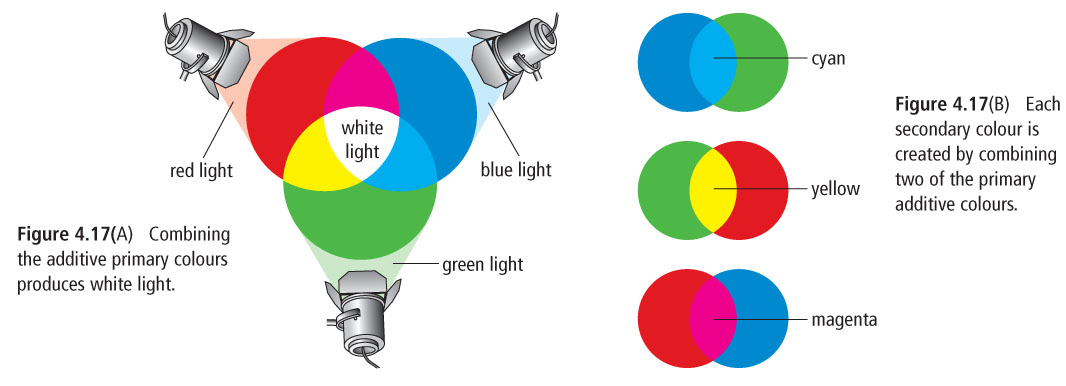 white
light
red light
blue light
green light
Figure 4.17(A) Combining
the additive primary colours
produces white light.
cyan
yellow
magenta
Figure 4.17(B) Each
secondary colour is
created by combining
two of the primary
additive colours.